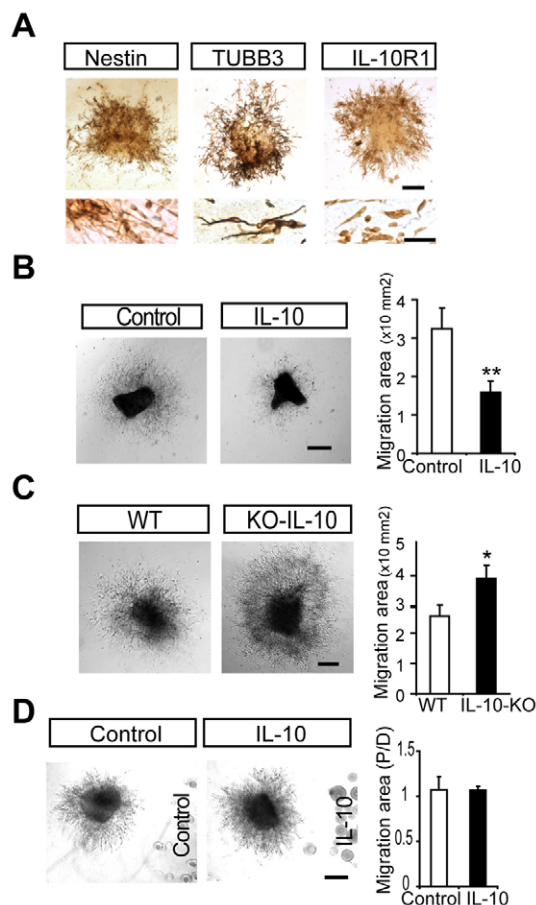 A
Nestin TUBB3 IL-10R1
B
Control IL-10
Migration area (x10 mm2)
4
3
2
1
**
Control IL-10
C
WT KO-IL-10
Migration area (x10 mm2)
5
4
3
2
1
0
*
WT IL-10-KO
D
Control IL-10
Control
IL-10
Migration area (P/D)
1.5
1
0.5
0
Control IL-10